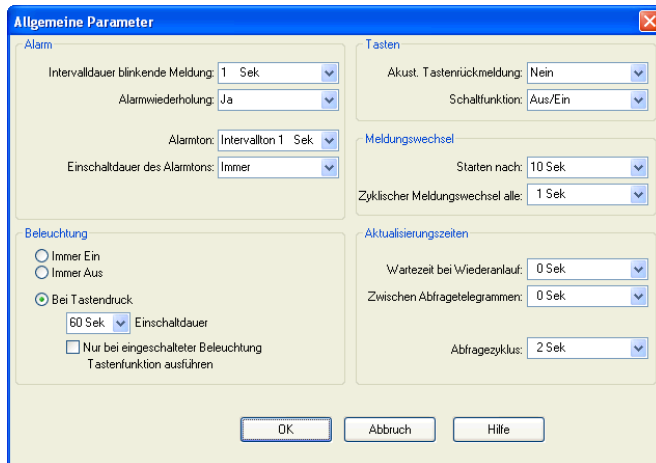 Allgemeine Parameter
Alarm
Intervalldauer blinkende Meldung: 1 Sek
Alarmwiederholung: Ja
Alarmton: Intervallton 1 Sek
Einschaltdauer des Alarmtons: Immer
Tasten
Akust. Tastenrückmeldung: Nein
Schaltfunktion: Aus/Ein
Meldungswechsel
Starten nach: 10 Sek
Zyklischer Meldungswechsel alle: 1 Sek
Beleuchtung
Immer Ein
Immer Aus
Bei Tastendruck
60 Sek Einschaltdauer
Nur bei eingeschalteter Beleuchtung
Tastenfunktion ausführen
Aktualisierungszeiten
Wartezeit bei Wiederanlauf: 0 Sek
Zwischen Abfragetelegrammen: 0 Sek
Abfragezyklus: 2 Sek
OK Abbruch Hilfe